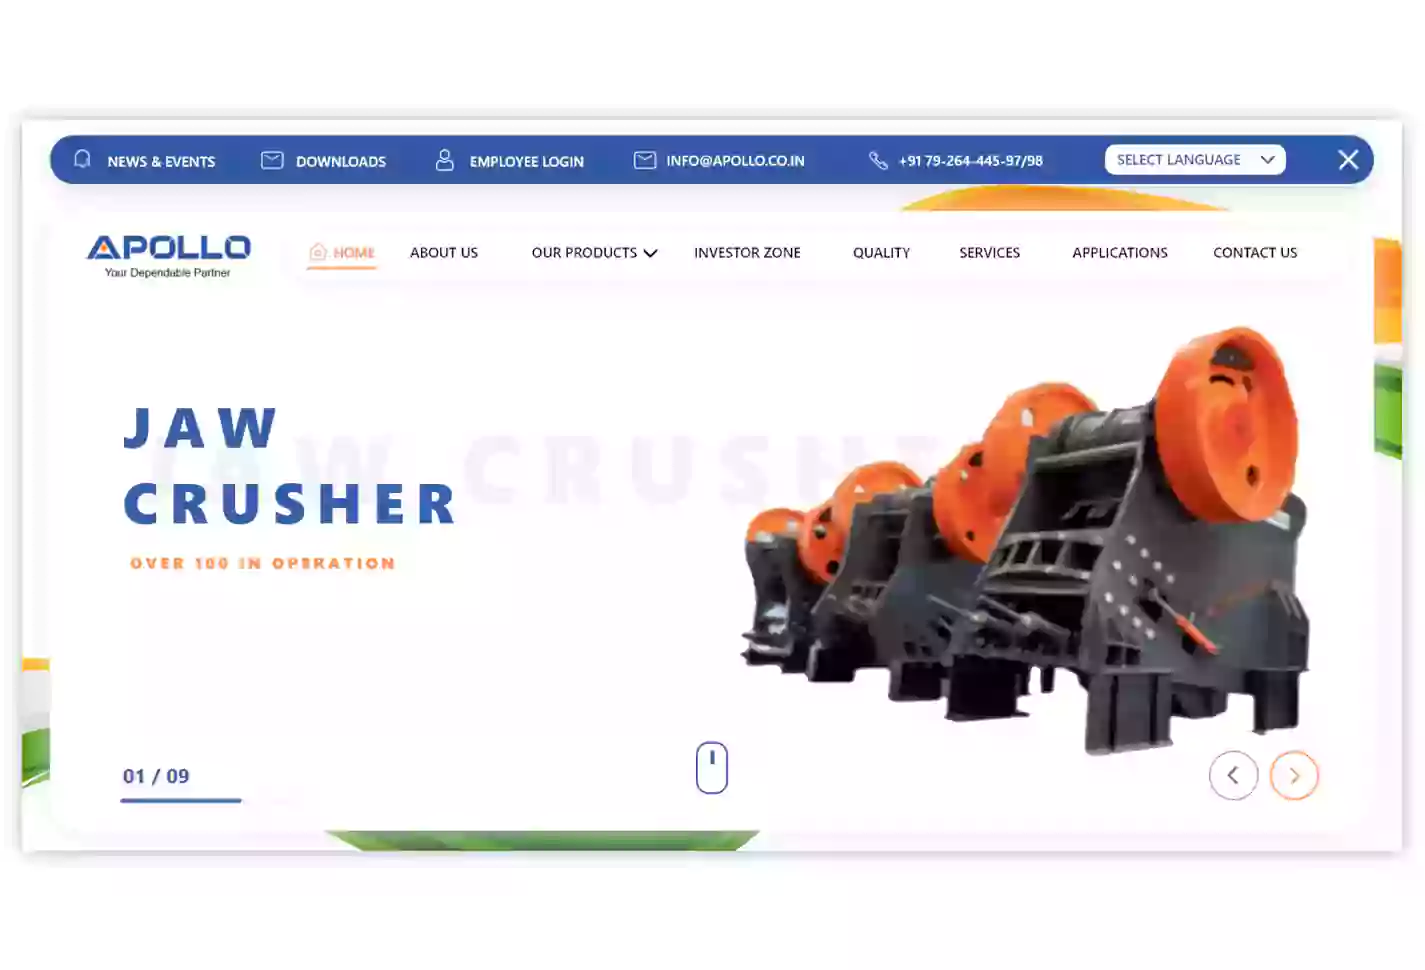 NEWS & EVENTS DOWNLOADS EMPLOYEE LOGIN INFO@APOLLO.CO.IN +91 79-264-445-97/98 SELECT LANGUAGE
APOLLO
Your Dependable Partner
HOME ABOUT US OUR PRODUCTS INVESTOR ZONE QUALITY SERVICES APPLICATIONS CONTACT US
JAW
CRUSHER
JAW CRUSHE
OVER 100 IN OPERATION
01 / 09